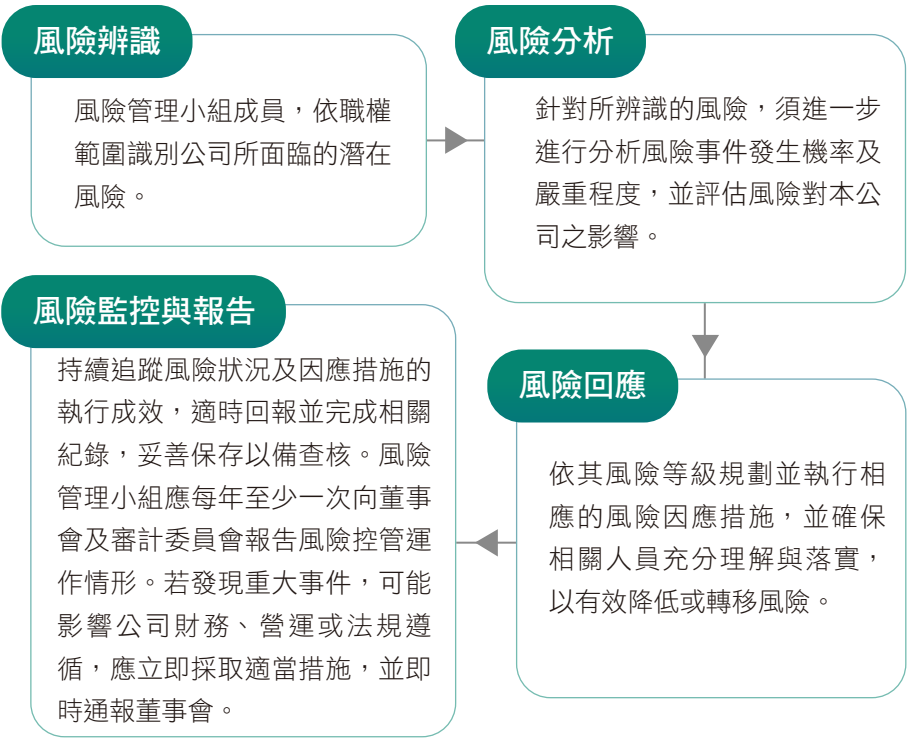 風險辨識
風險管理小組成員，依職權
範圍識別公司所面臨的潛在
風險。
風險分析
針對所辨識的風險，須進一步
進行分析風險事件發生機率及
嚴重程度，並評估風險對本公
司之影響。
風險回應
依其風險等級規劃並執行相
應的風險因應措施，並確保
相關人員充分理解與落實，
以有效降低或轉移風險。
風險監控與報告
持續追蹤風險狀況及因應措施的
執行成效，適時回報並完成相關
紀錄，妥善保存以備查核。風險
管理小組應每年至少一次向董事
會及審計委員會報告風險控管運
作情形。若發現重大事件，可能
影響公司財務、營運或法規遵
循，應立即採取適當措施，並即
時通報董事會。